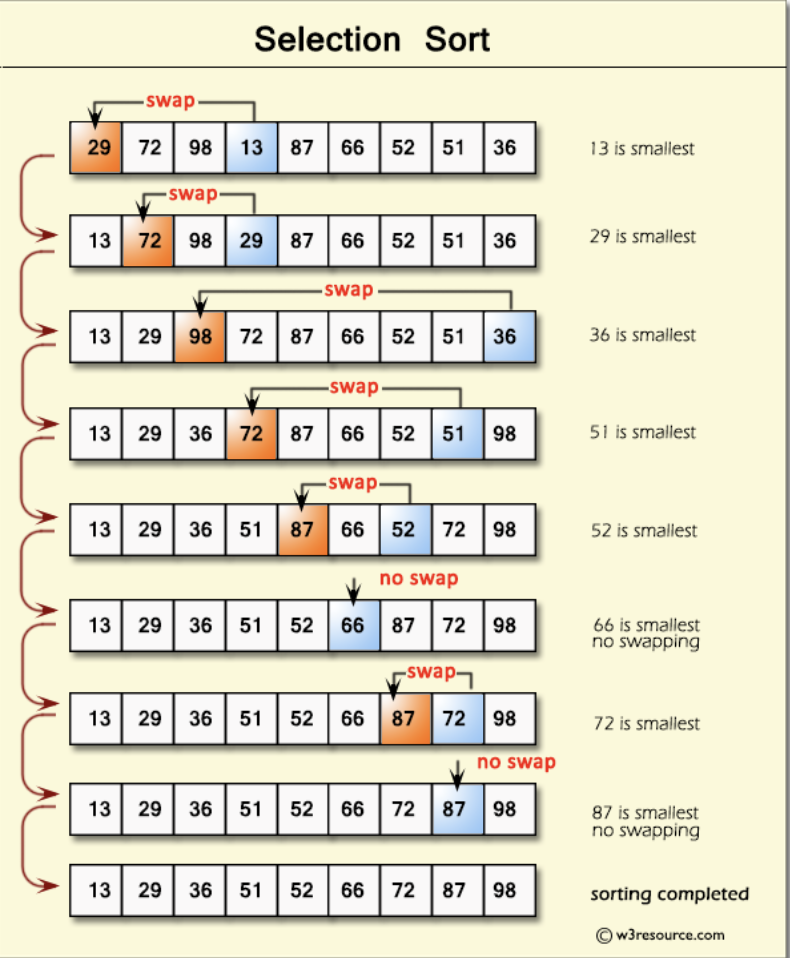 Selection Sort
swap
29 72 98 13 87 66 52 51 36
13 is smallest
swap
13 72 98 29 87 66 52 51 36
29 is smallest
swap
13 29 98 72 87 66 52 51 36
36 is smallest
swap
13 29 36 72 87 66 52 51 98
51 is smallest
swap
13 29 36 51 87 66 52 72 98
52 is smallest
no swap
13 29 36 51 52 66 87 72 98
66 is smallest
no swapping
swap
13 29 36 51 52 66 87 72 98
72 is smallest
no swap
13 29 36 51 52 66 72 87 98
87 is smallest
no swapping
13 29 36 51 52 66 72 87 98
sorting completed
© w3resource.com